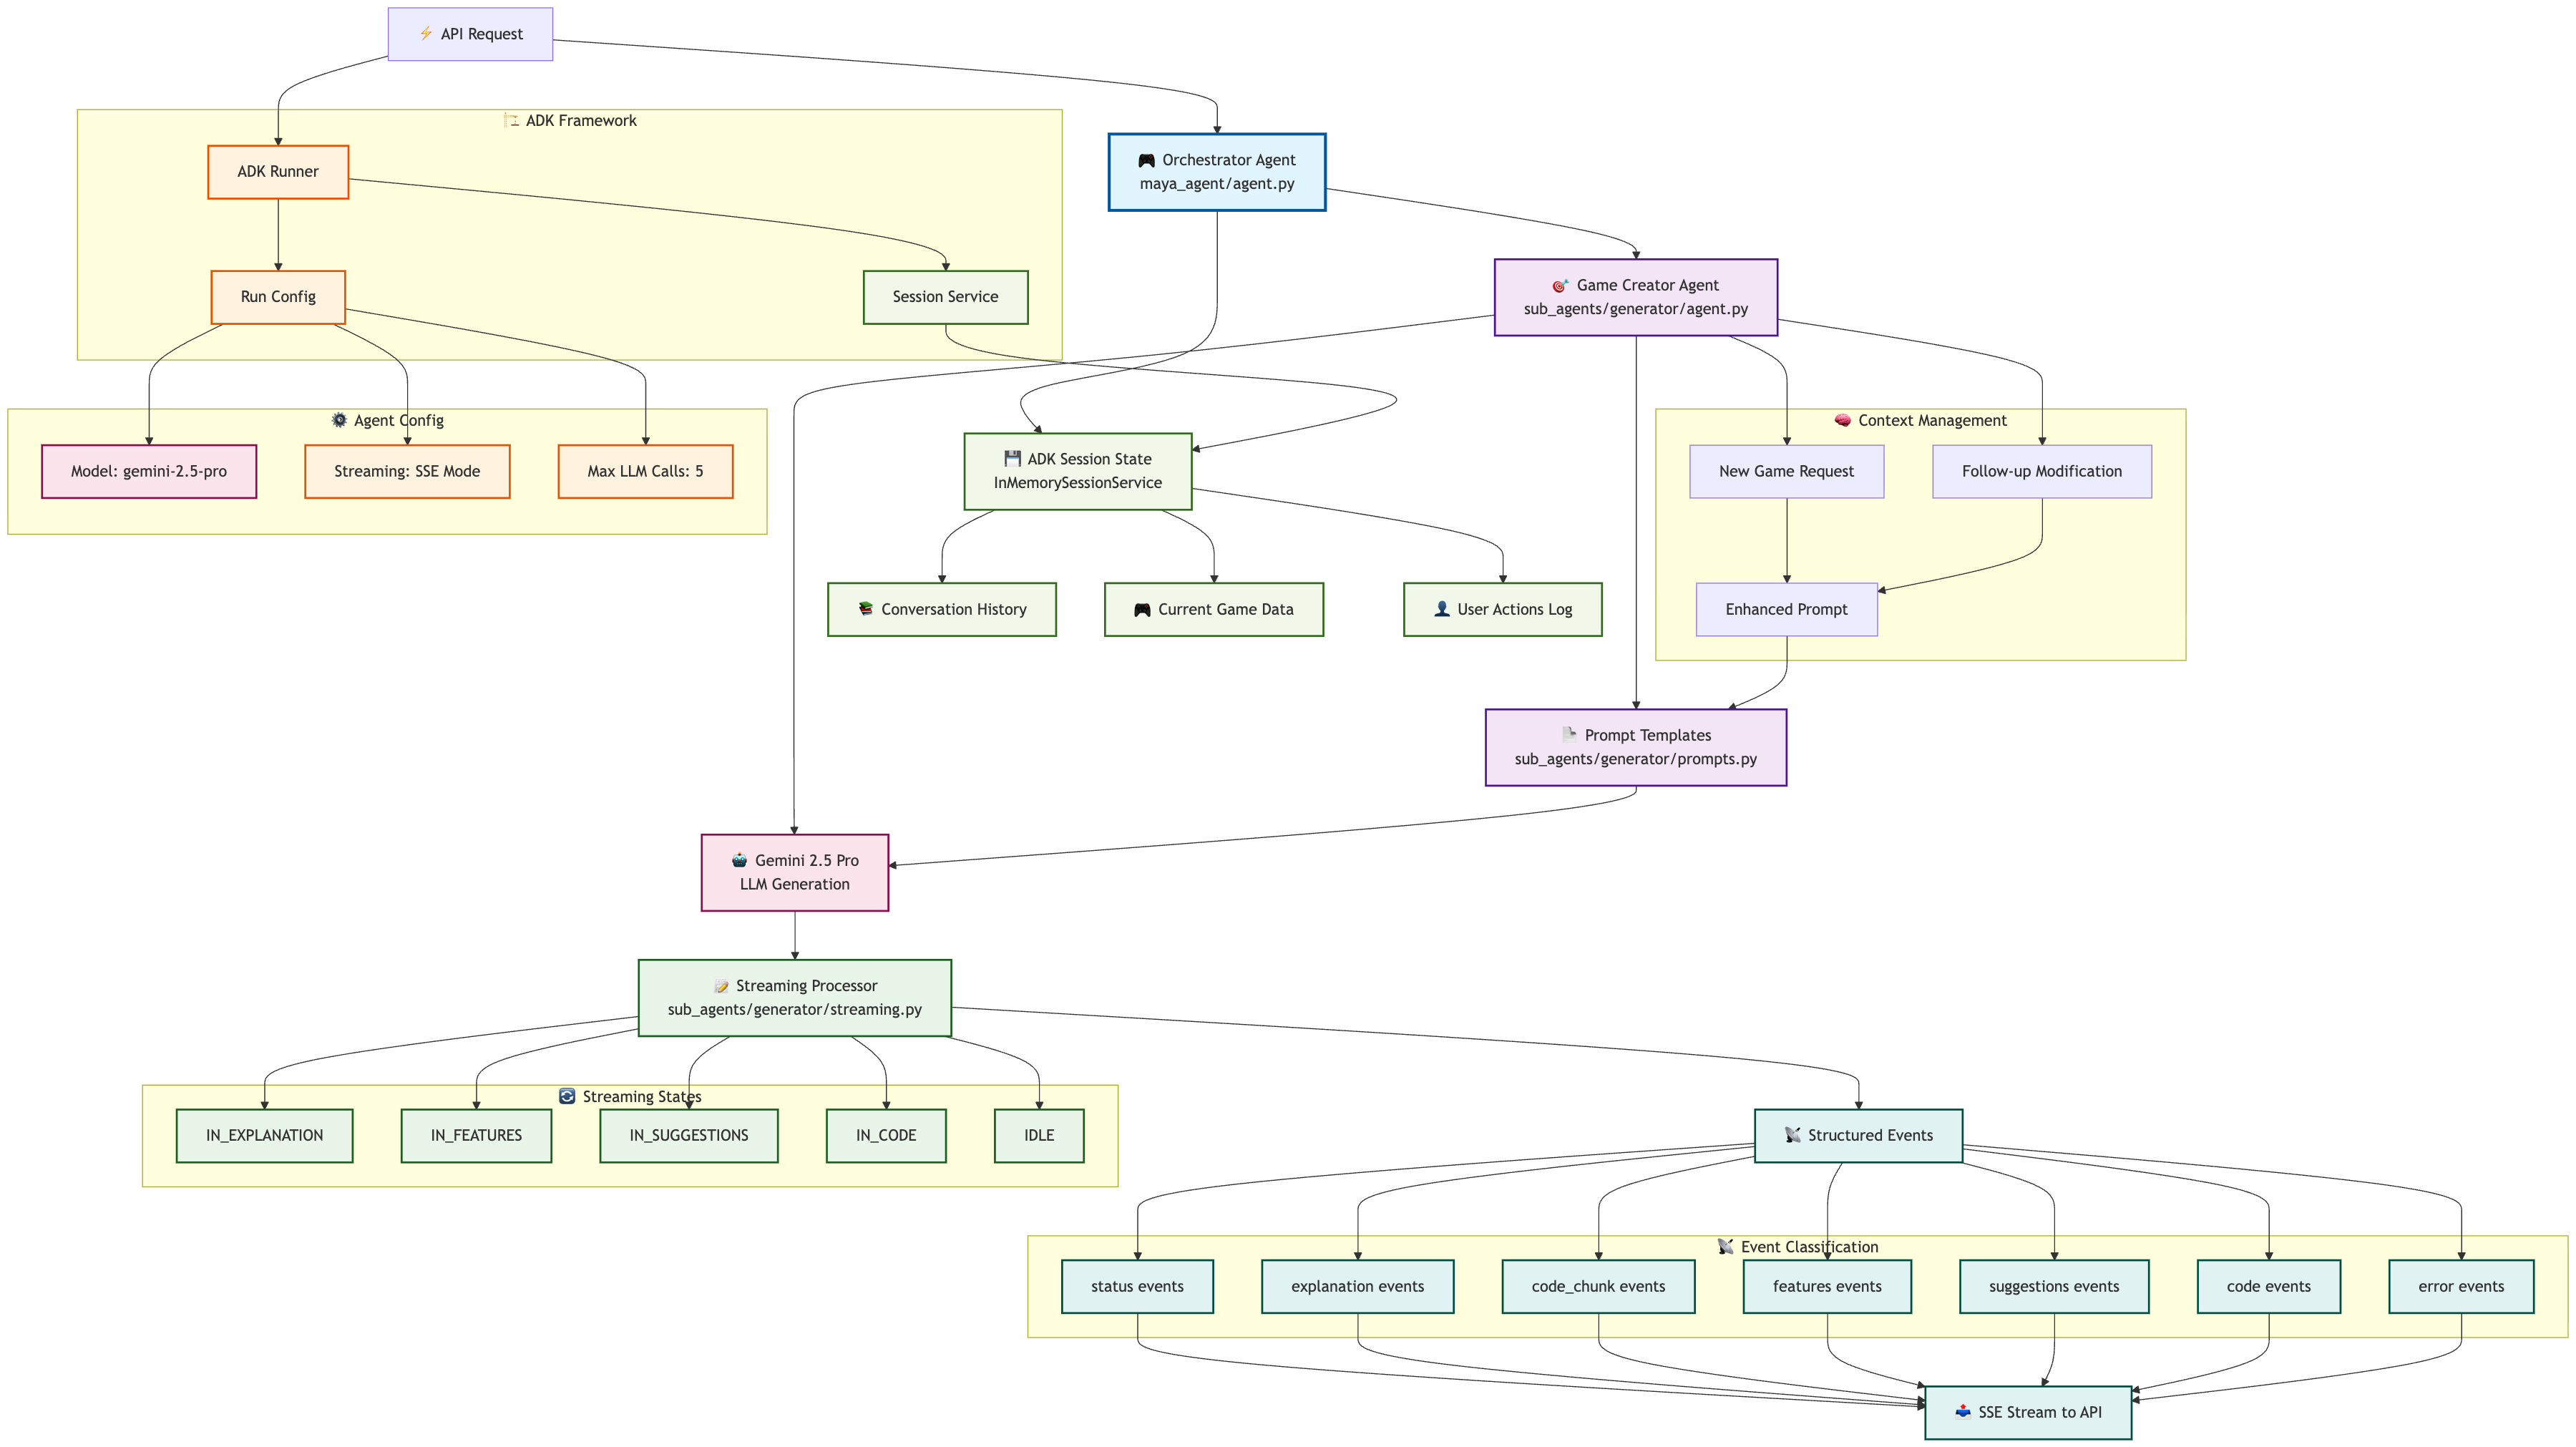 ⚡ API Request
🏗️ ADK Framework
ADK Runner
🎮 Orchestrator Agent
maya_agent/agent.py
Run Config
Session Service
🎯 Game Creator Agent
sub_agents/generator/agent.py
⚙️ Agent Config
Model: gemini-2.5-pro
Streaming: SSE Mode
Max LLM Calls: 5
💾 ADK Session State
InMemorySessionService
🧠 Context Management
New Game Request
Follow-up Modification
📚 Conversation History
🎮 Current Game Data
👤 User Actions Log
Enhanced Prompt
📄 Prompt Templates
sub_agents/generator/prompts.py
🤖 Gemini 2.5 Pro
LLM Generation
📝 Streaming Processor
sub_agents/generator/streaming.py
🔄 Streaming States
IN_EXPLANATION
IN_FEATURES
IN_SUGGESTIONS
IN_CODE
IDLE
📡 Structured Events
📡 Event Classification
status events
explanation events
code_chunk events
features events
suggestions events
code events
error events
📤 SSE Stream to API